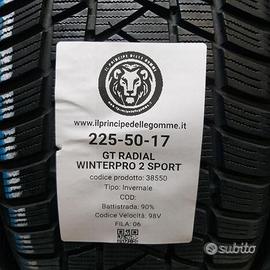 IL PRINCIPE DELLE GOMME
www.ilprincipedellegomme.it
225-50-17
GT RADIAL
WINTERPRO 2 SPORT
codice prodotto: 38550
Tipo: Invernale
COD:
Battistrada: 90%
Codice Velocità: 98V
FILA: 06
subito